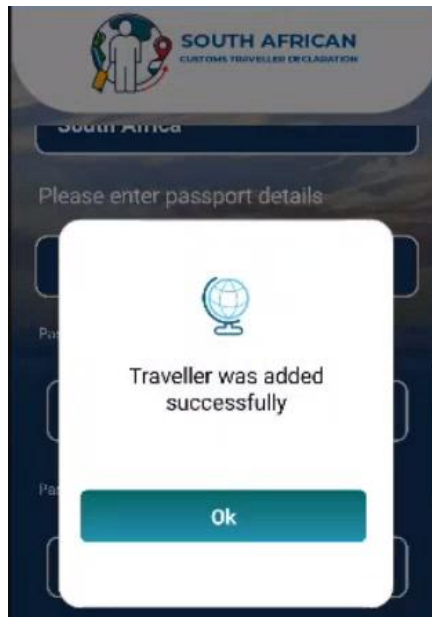 SOUTH AFRICAN
CUSTOMS TRAVELLER DECLARATION
South Africa
Please enter passport details
Traveller was added
successfully
Ok